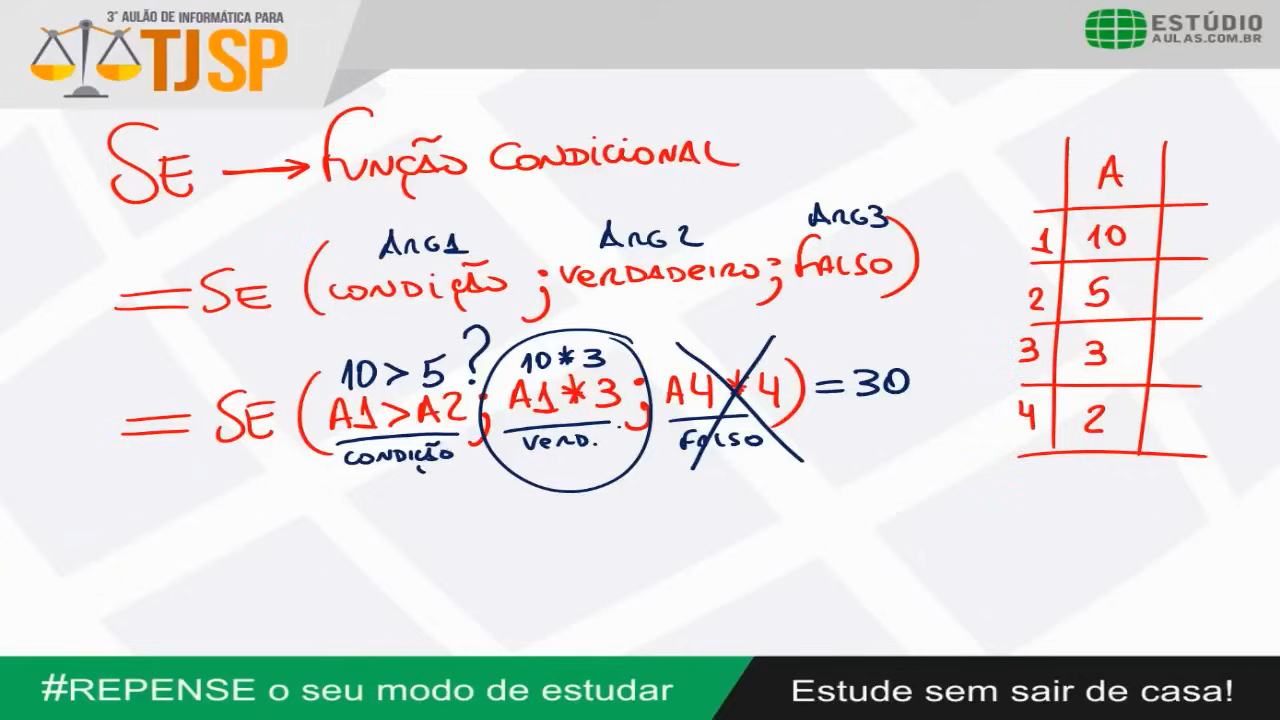 3º AULÃO DE INFORMÁTICA PARA
TJSP
ESTÚDIO
AULAS.COM.BR
SE → FUNÇÃO CONDICIONAL
ARG1 ARG2 ARG3
=SE (CONDIÇÃO ; VERDADEIRO; FALSO)
10 > 5 ? 10*3
=SE (A1>A2 ; A1*3 ; A4*4) = 30
CONDIÇÃO VERD. FALSO
A
1 10
2 5
3 3
4 2
#REPENSE o seu modo de estudar
Estude sem sair de casa!